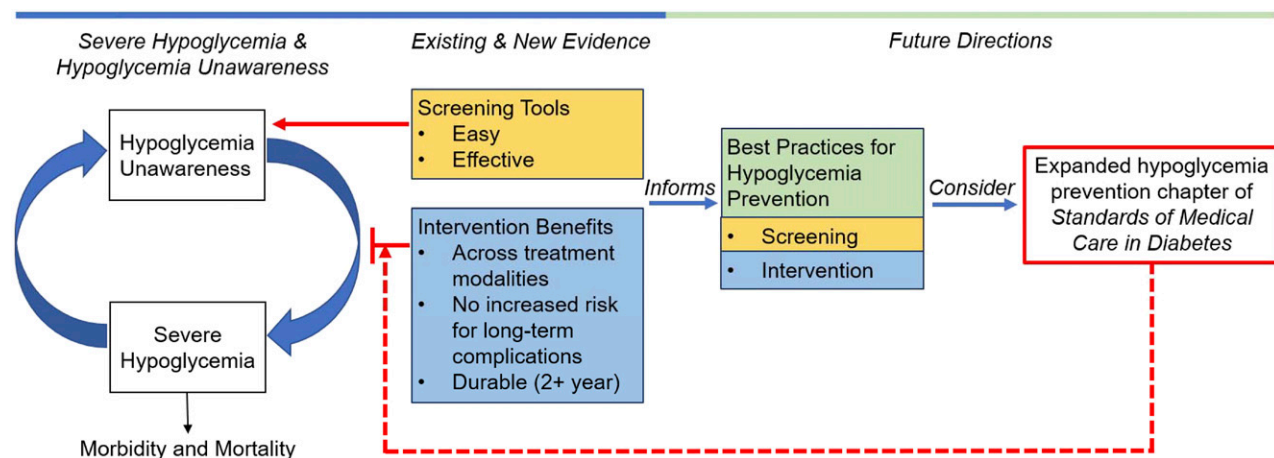 Severe Hypoglycemia &
Hypoglycemia Unawareness
Existing & New Evidence
Future Directions
Hypoglycemia
Unawareness
Severe
Hypoglycemia
Morbidity and Mortality
Screening Tools
• Easy
• Effective
Intervention Benefits
• Across treatment
modalities
• No increased risk
for long-term
complications
• Durable (2+ year)
Informs
Best Practices for
Hypoglycemia
Prevention
• Screening
• Intervention
Consider
Expanded hypoglycemia
prevention chapter of
Standards of Medical
Care in Diabetes